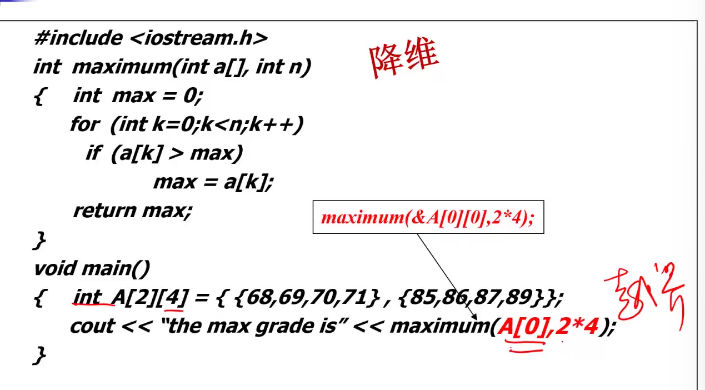 #include <iostream.h>
降维
int maximum(int a[], int n)
{ int max = 0;
for (int k=0;k<n;k++)
if (a[k] > max)
max = a[k];
return max;
maximum(&A[0][0],2*4);
}
void main()
{ int A[2][4] = { {68,69,70,71} , {85,86,87,89}};
cout << “the max grade is” << maximum(A[0],2*4);
}